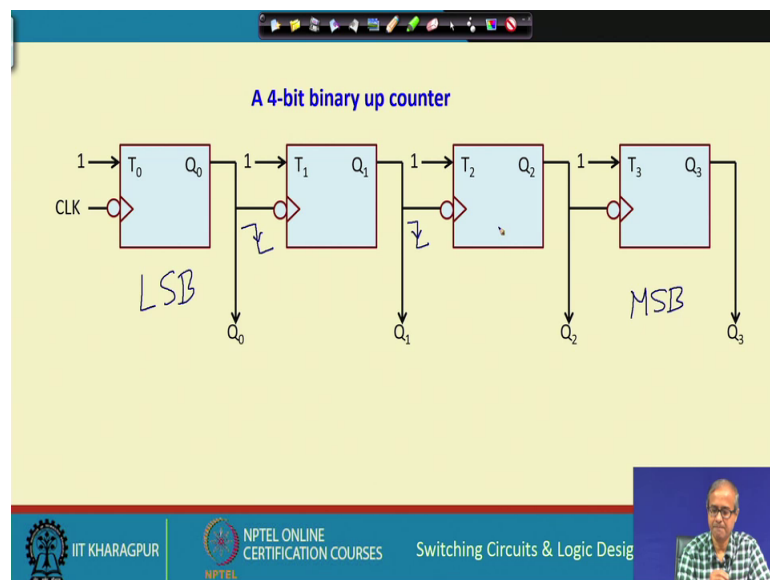 A 4-bit binary up counter
1 T₀ Q₀ 1 T₁ Q₁ 1 T₂ Q₂ 1 T₃ Q₃
CLK
LSB MSB
Q₀ Q₁ Q₂ Q₃
IIT KHARAGPUR
NPTEL
NPTEL ONLINE
CERTIFICATION COURSES
Switching Circuits & Logic Desig